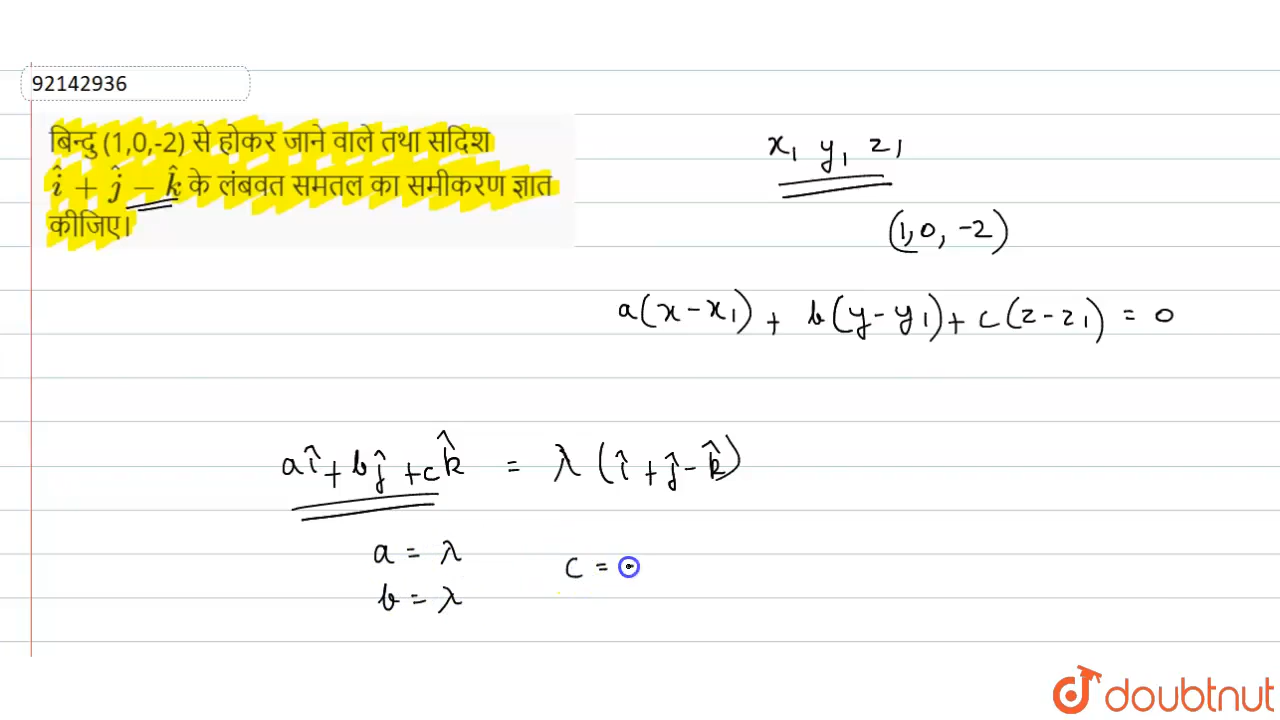 92142936
बिन्दु (1,0,-2) से होकर जाने वाले तथा सदिश
î + ĵ − k̂ के लंबवत समतल का समीकरण ज्ञात
कीजिए।
x₁ y₁ z₁
(1,0, -2)
a(x-x₁) + b(y-y₁)+c(z-z₁) = 0
aî+bĵ+ck̂ = λ (î+ĵ-k̂)
a = λ
c =
b = λ
doubtnut